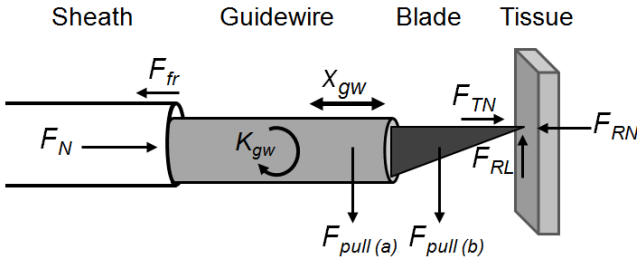 Sheath Guidewire Blade Tissue
F_fr
X_gw
F_TN
F_N
K_gw
F_RN
F_RL
F_pull (a)
F_pull (b)